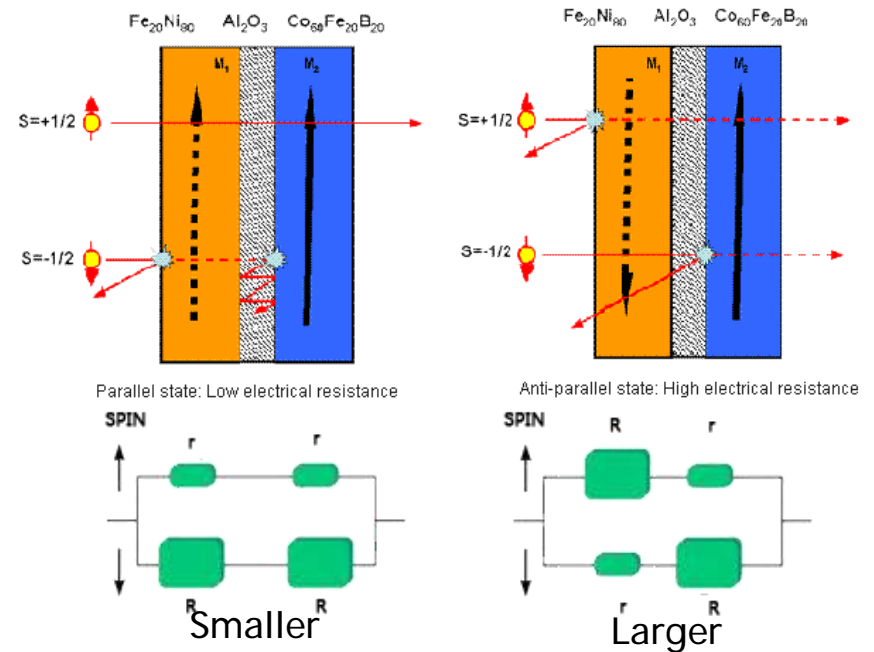 Fe₂₀Ni₈₀ Al₂O₃ Co₆₀Fe₂₀B₂₀
M₁ M₂
S=+1/2
S=-1/2
Parallel state: Low electrical resistance
SPIN
r r
R R
Smaller
Fe₂₀Ni₈₀ Al₂O₃ Co₆₀Fe₂₀B₂₀
M₁ M₂
S=+1/2
S=-1/2
Anti-parallel state: High electrical resistance
SPIN
R r
r R
Larger